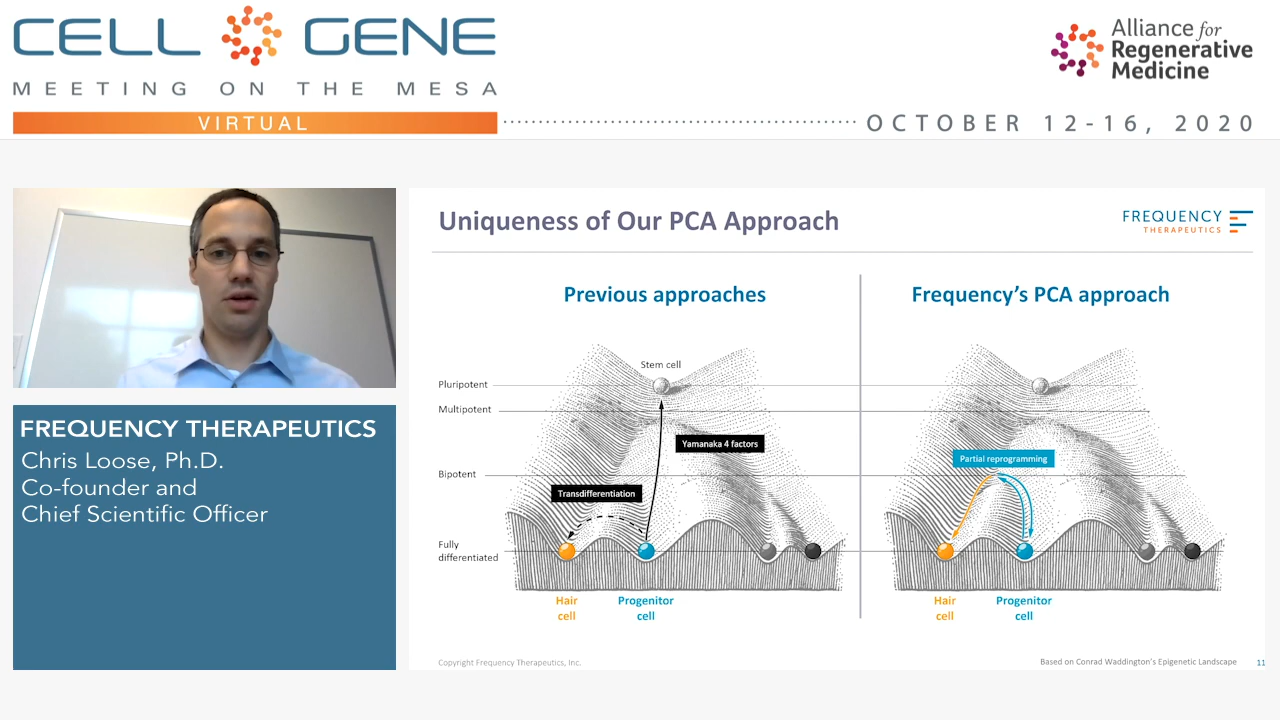 CELL GENE
MEETING ON THE MESA
VIRTUAL
Alliance for
Regenerative
Medicine
OCTOBER 12-16, 2020
FREQUENCY THERAPEUTICS
Chris Loose, Ph.D.
Co-founder and
Chief Scientific Officer
Uniqueness of Our PCA Approach
FREQUENCY
THERAPEUTICS
Previous approaches
Stem cell
Pluripotent
Multipotent
Yamanaka 4 factors
Bipotent
Transdifferentiation
Fully
differentiated
Hair
cell
Progenitor
cell
Frequency's PCA approach
Partial reprogramming
Hair
cell
Progenitor
cell
Copyright Frequency Therapeutics, Inc.
Based on Conrad Waddington's Epigenetic Landscape
11